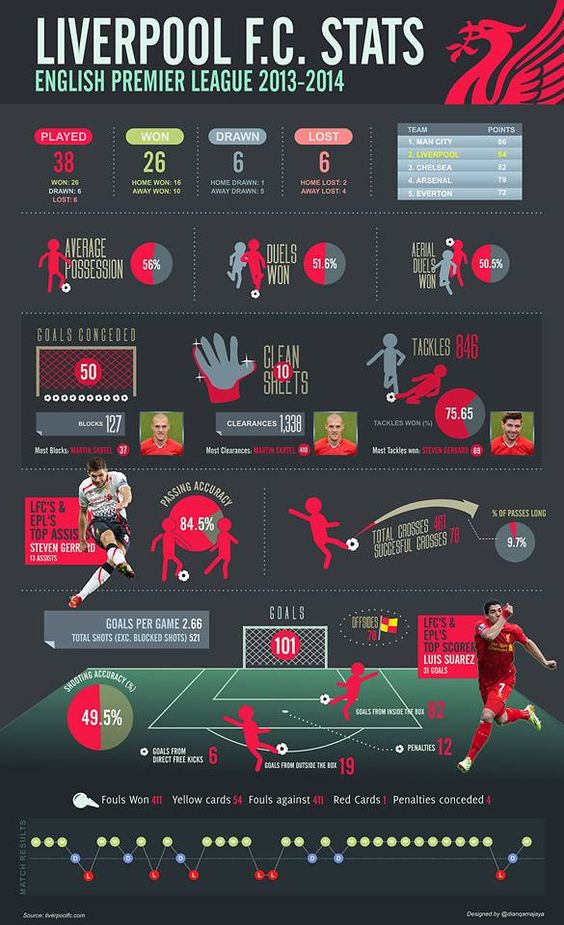 LIVERPOOL F.C. STATS
ENGLISH PREMIER LEAGUE 2013-2014
PLAYED
38
WON: 26
DRAWN: 6
LOST: 6
WON
26
HOME WON: 16
AWAY WON: 10
DRAWN
6
HOME DRAWN: 1
AWAY DRAWN: 5
LOST
6
HOME LOST: 2
AWAY LOST: 4
TEAM POINTS
1. MAN CITY 86
2. LIVERPOOL 84
3. CHELSEA 82
4. ARSENAL 79
5. EVERTON 72
AVERAGE
POSSESSION
56%
DUELS
WON
51.6%
AERIAL
DUELS
WON
50.5%
GOALS CONCEDED
50
BLOCKS 127
Most Blocks: MARTIN SKRTEL 37
CLEAN
SHEETS
10
CLEARANCES 1,338
Most Clearances: MARTIN SKRTEL 410
TACKLES 846
TACKLES WON (%)
75.65
Most Tackles won: STEVEN GERRARD 69
LFC'S &
EPL'S
TOP ASSIS
STEVEN GERR RD
13 ASSISTS
PASSING ACCURACY
84.5%
TOTAL CROSSES 461
SUCCESFUL CROSSES 78
% OF PASSES LONG
9.7%
GOALS PER GAME 2.66
TOTAL SHOTS (EXC. BLOCKED SHOTS) 521
GOALS
101
OFFSIDES
78
LFC'S &
EPL'S
TOP SCORER
LUIS SUAREZ
31 GOALS
SHOOTING ACCURACY (%)
49.5%
GOALS FROM INSIDE THE BOX 82
GOALS FROM
DIRECT FREE KICKS 6
GOALS FROM OUTSIDE THE BOX 19
PENALTIES 12
7
Fouls Won 411 Yellow cards 54 Fouls against 411 Red Cards 1 Penalties conceded 4
MATCH RESULTS
W W W D L W D W L W D L W W W W D L L W W D W D W W W W W W W W W W W L D W
Source: liverpoolfc.com
Designed by @dianqamajaya